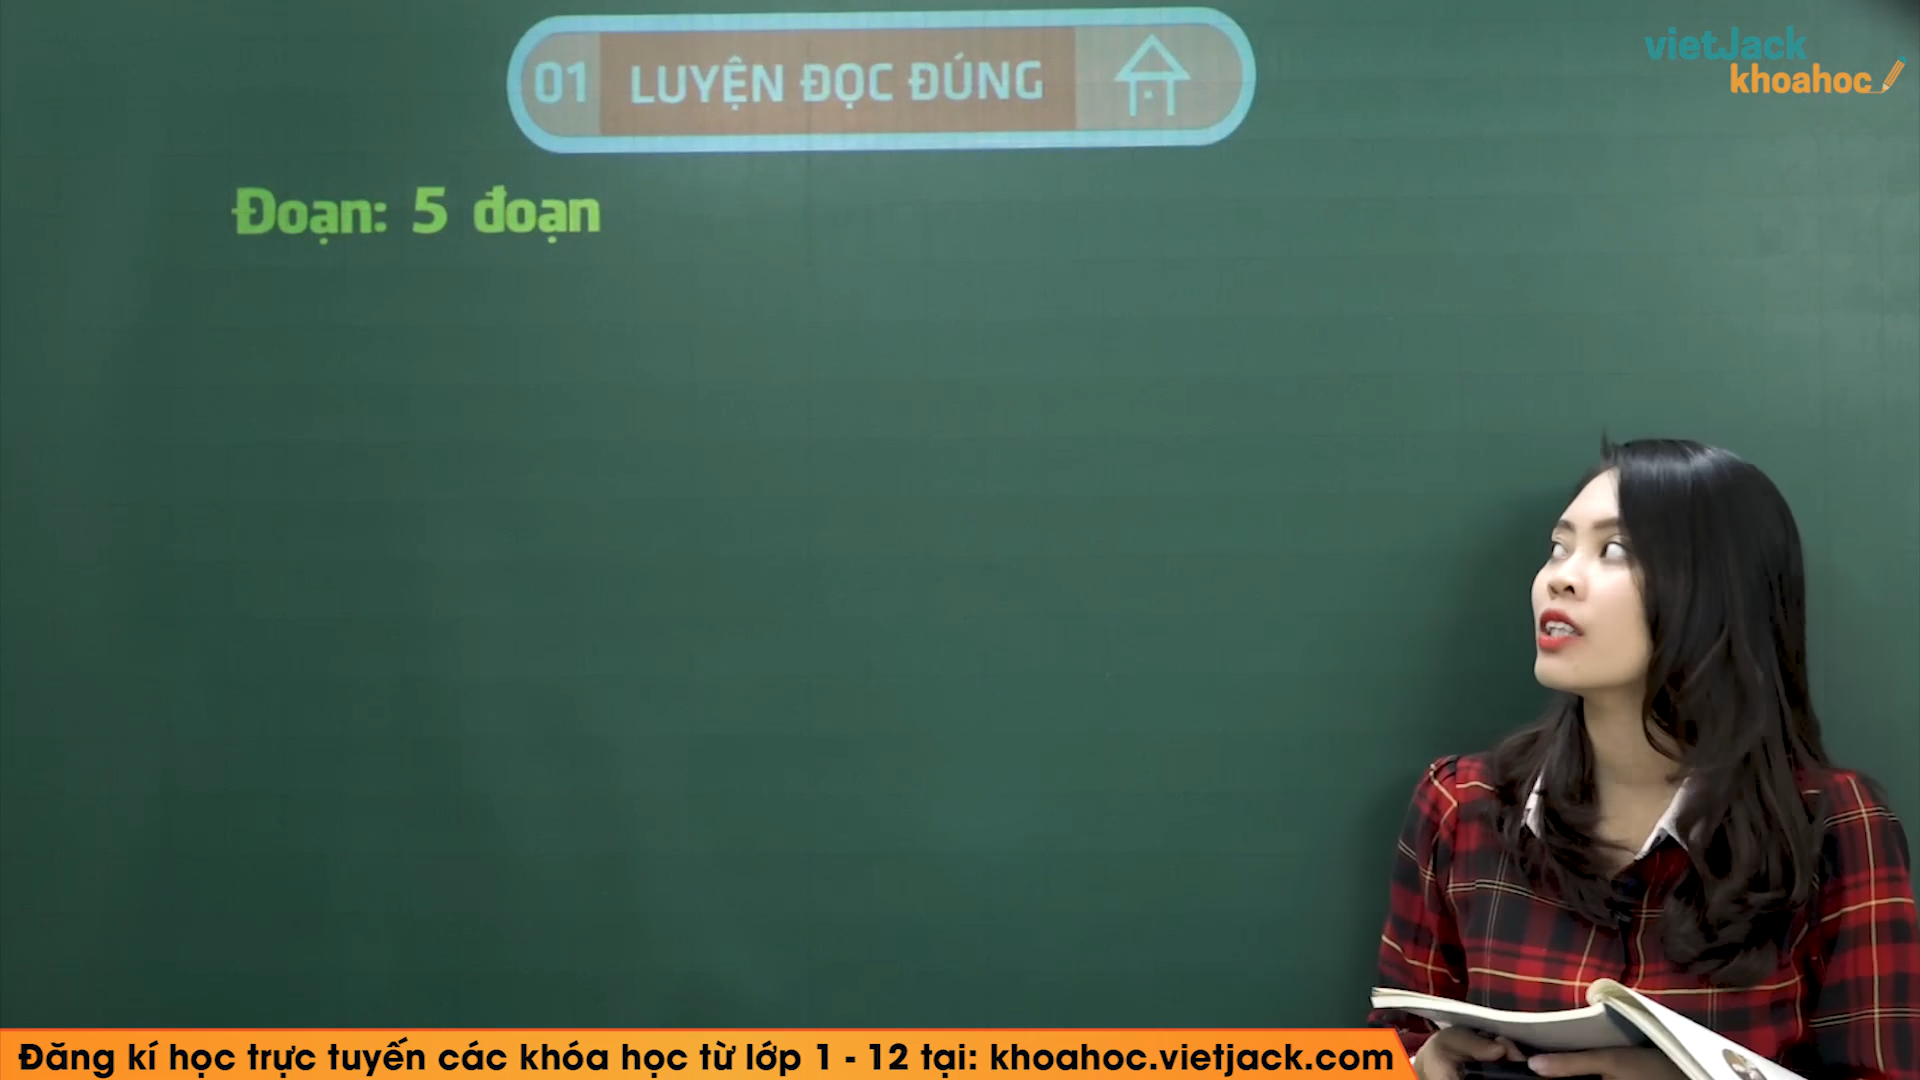 01 LUYỆN ĐỌC ĐÚNG
vietJack
khoahoc
Đoạn: 5 đoạn
Đăng kí học trực tuyến các khóa học từ lớp 1 - 12 tại: khoahoc.vietjack.com